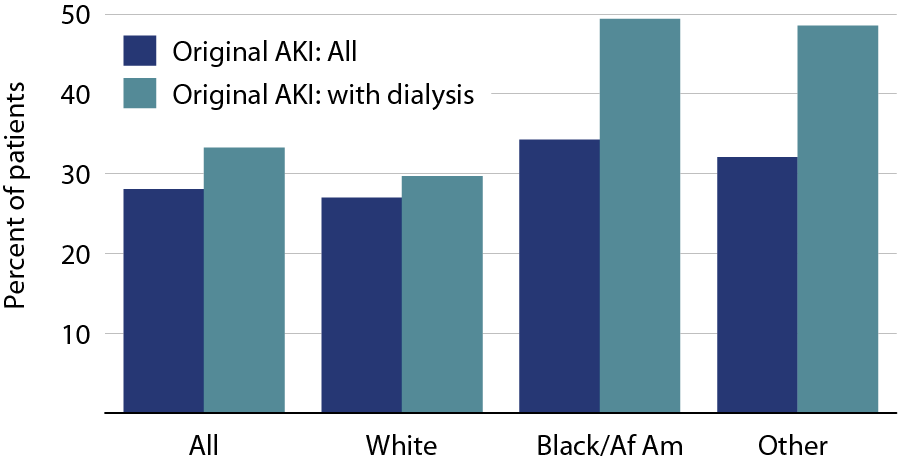 50
Original AKI: All
Original AKI: with dialysis
40
30
20
10
Percent of patients
All
White
Black/Af Am
Other